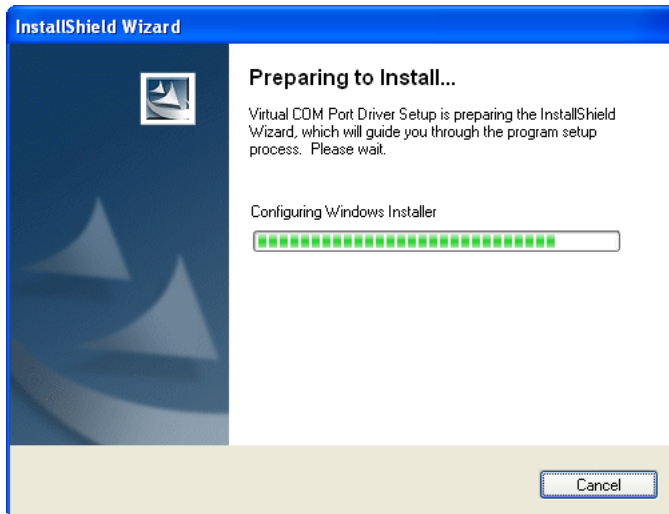 InstallShield Wizard
Preparing to Install...
Virtual COM Port Driver Setup is preparing the InstallShield
Wizard, which will guide you through the program setup
process.  Please wait.
Configuring Windows Installer
Cancel